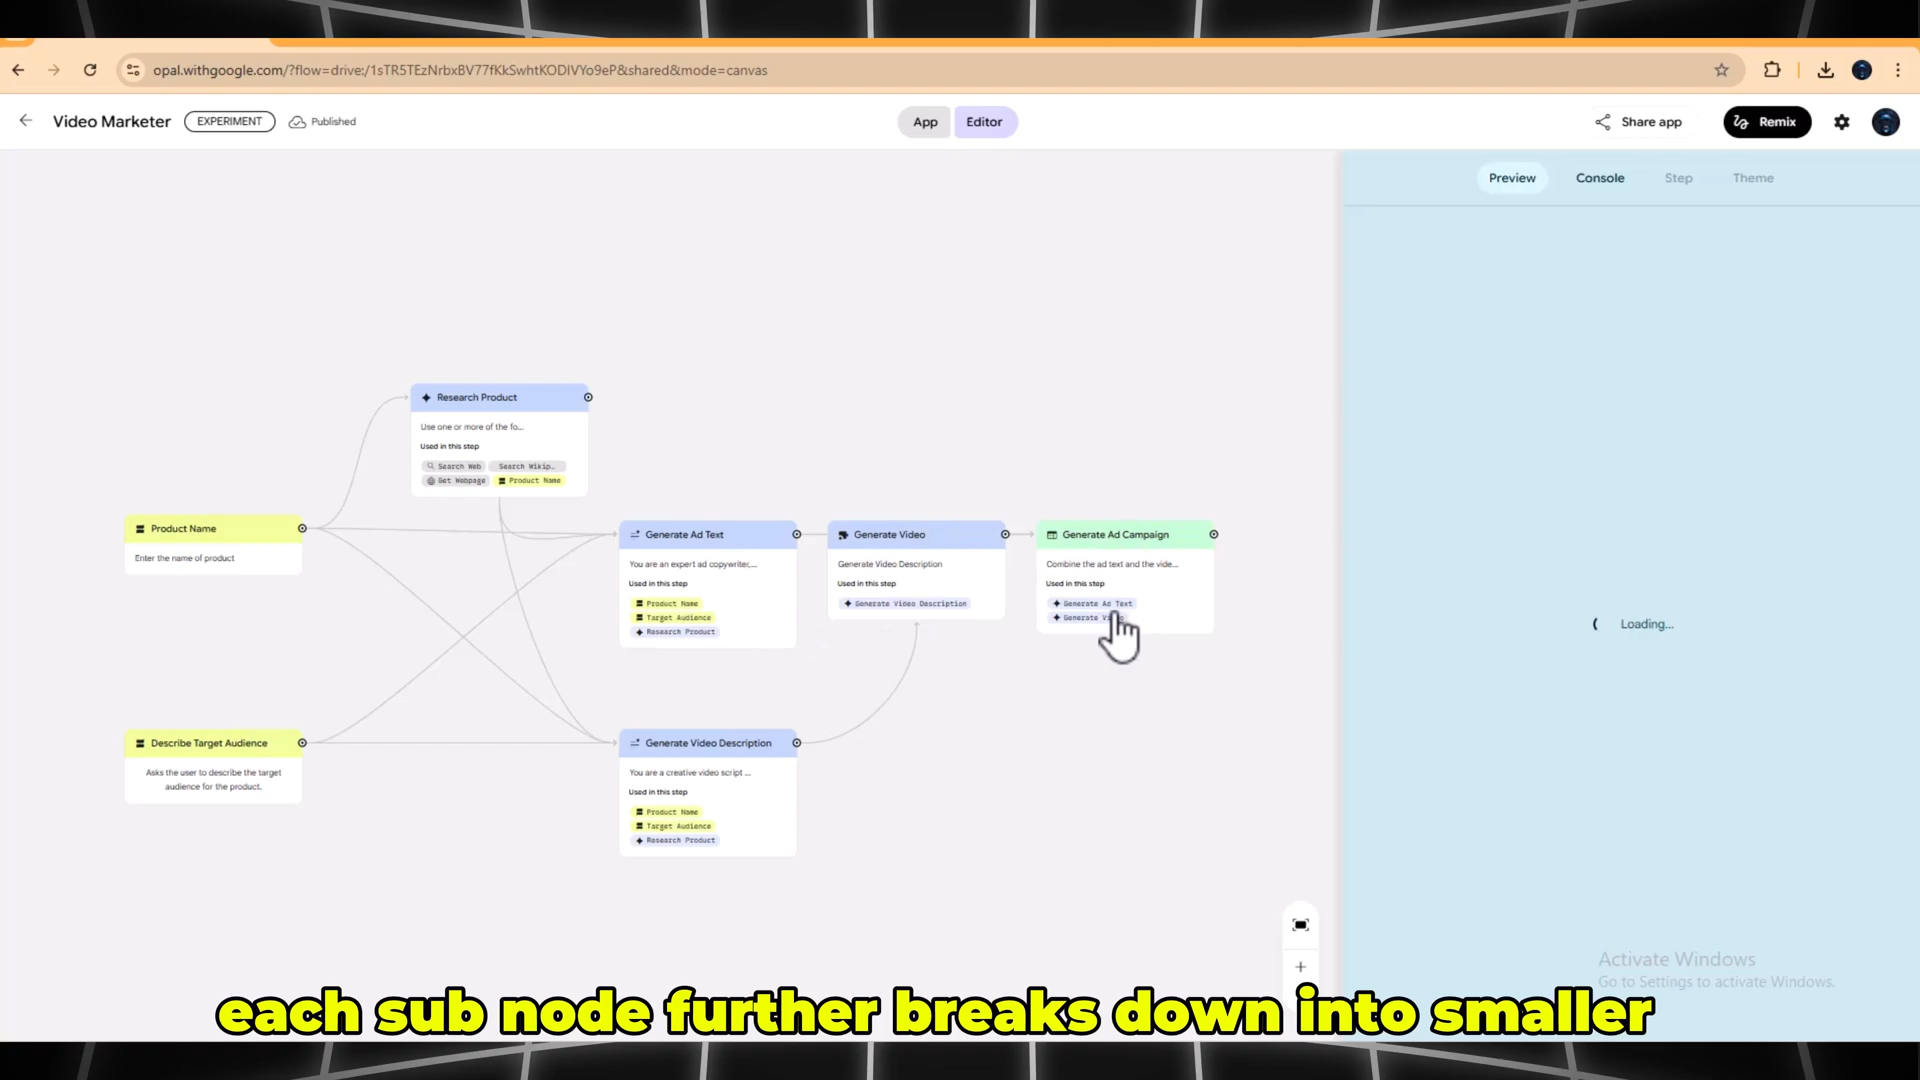 opal.withgoogle.com/?flow=drive:/1sTR5TEzNrbxBV77fKkSwhtKODIVYo9eP&shared&mode=canvas
Video Marketer
EXPERIMENT
Published
App
Editor
Share app
Remix
Preview
Console
Step
Theme
Research Product
Use one or more of the fo...
Used in this step
Search Web
Search Wikip...
Get Webpage
Product Name
Product Name
Enter the name of product
Generate Ad Text
You are an expert ad copywriter,...
Used in this step
Product Name
Target Audience
Research Product
Generate Video
Generate Video Description
Used in this step
Generate Video Description
Generate Ad Campaign
Combine the ad text and the vide...
Used in this step
Generate Ad Text
Generate
Loading...
Describe Target Audience
Asks the user to describe the target
audience for the product.
Generate Video Description
You are a creative video script ...
Used in this step
Product Name
Target Audience
Research Product
Activate Windows
Go to Settings to activate Windows.
each sub node further breaks down into smaller